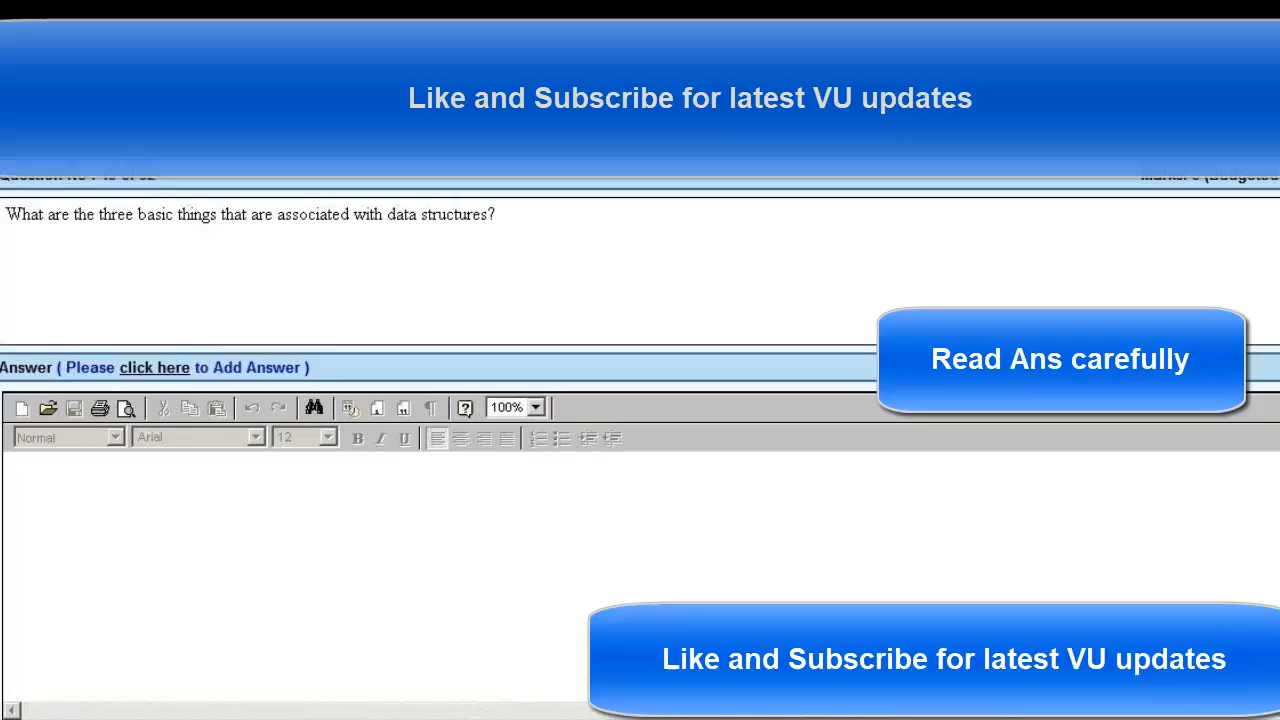 Like and Subscribe for latest VU updates
What are the three basic things that are associated with data structures?
Read Ans carefully
Answer ( Please click here to Add Answer )
100%
Normal Arial 12 B I U
Like and Subscribe for latest VU updates